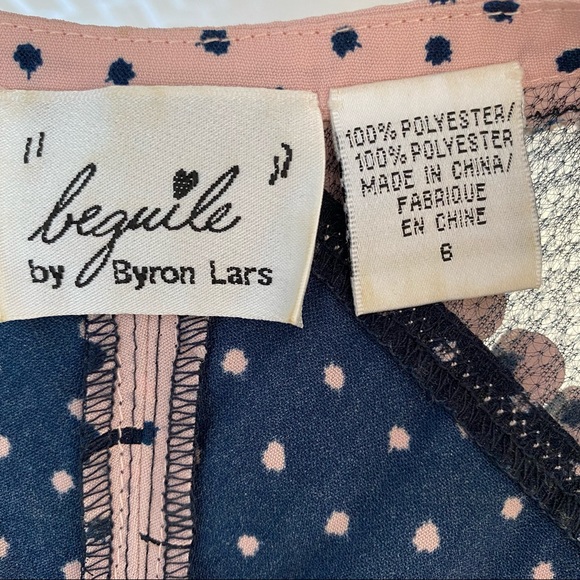 " beguile "
by Byron Lars
100% POLYESTER/
100% POLYESTER
MADE IN CHINA/
FABRIQUE
EN CHINE
6